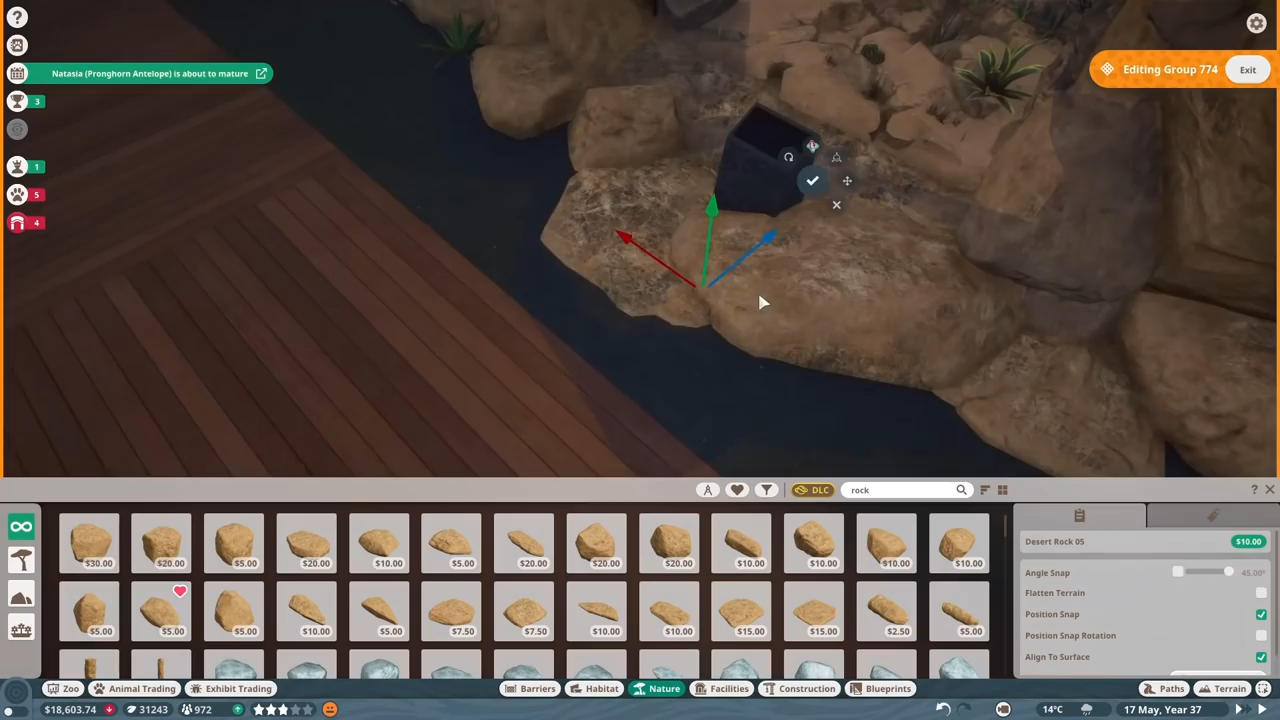 ?
Natasia (Pronghorn Antelope) is about to mature
3
1
5
4
Editing Group 774
Exit
DLC
rock
?
$30.00 $20.00 $5.00 $20.00 $10.00 $5.00 $20.00 $20.00 $20.00 $10.00 $10.00 $10.00 $10.00
$5.00 $5.00 $5.00 $10.00 $5.00 $7.50 $7.50 $10.00 $10.00 $15.00 $15.00 $2.50 $5.00
Desert Rock 05 $10.00
Angle Snap 45.00°
Flatten Terrain
Position Snap
Position Snap Rotation
Align To Surface
Zoo Animal Trading Exhibit Trading Barriers Habitat Nature Facilities Construction Blueprints Paths Terrain
$18,603.74 31243 972 14°C 17 May, Year 37